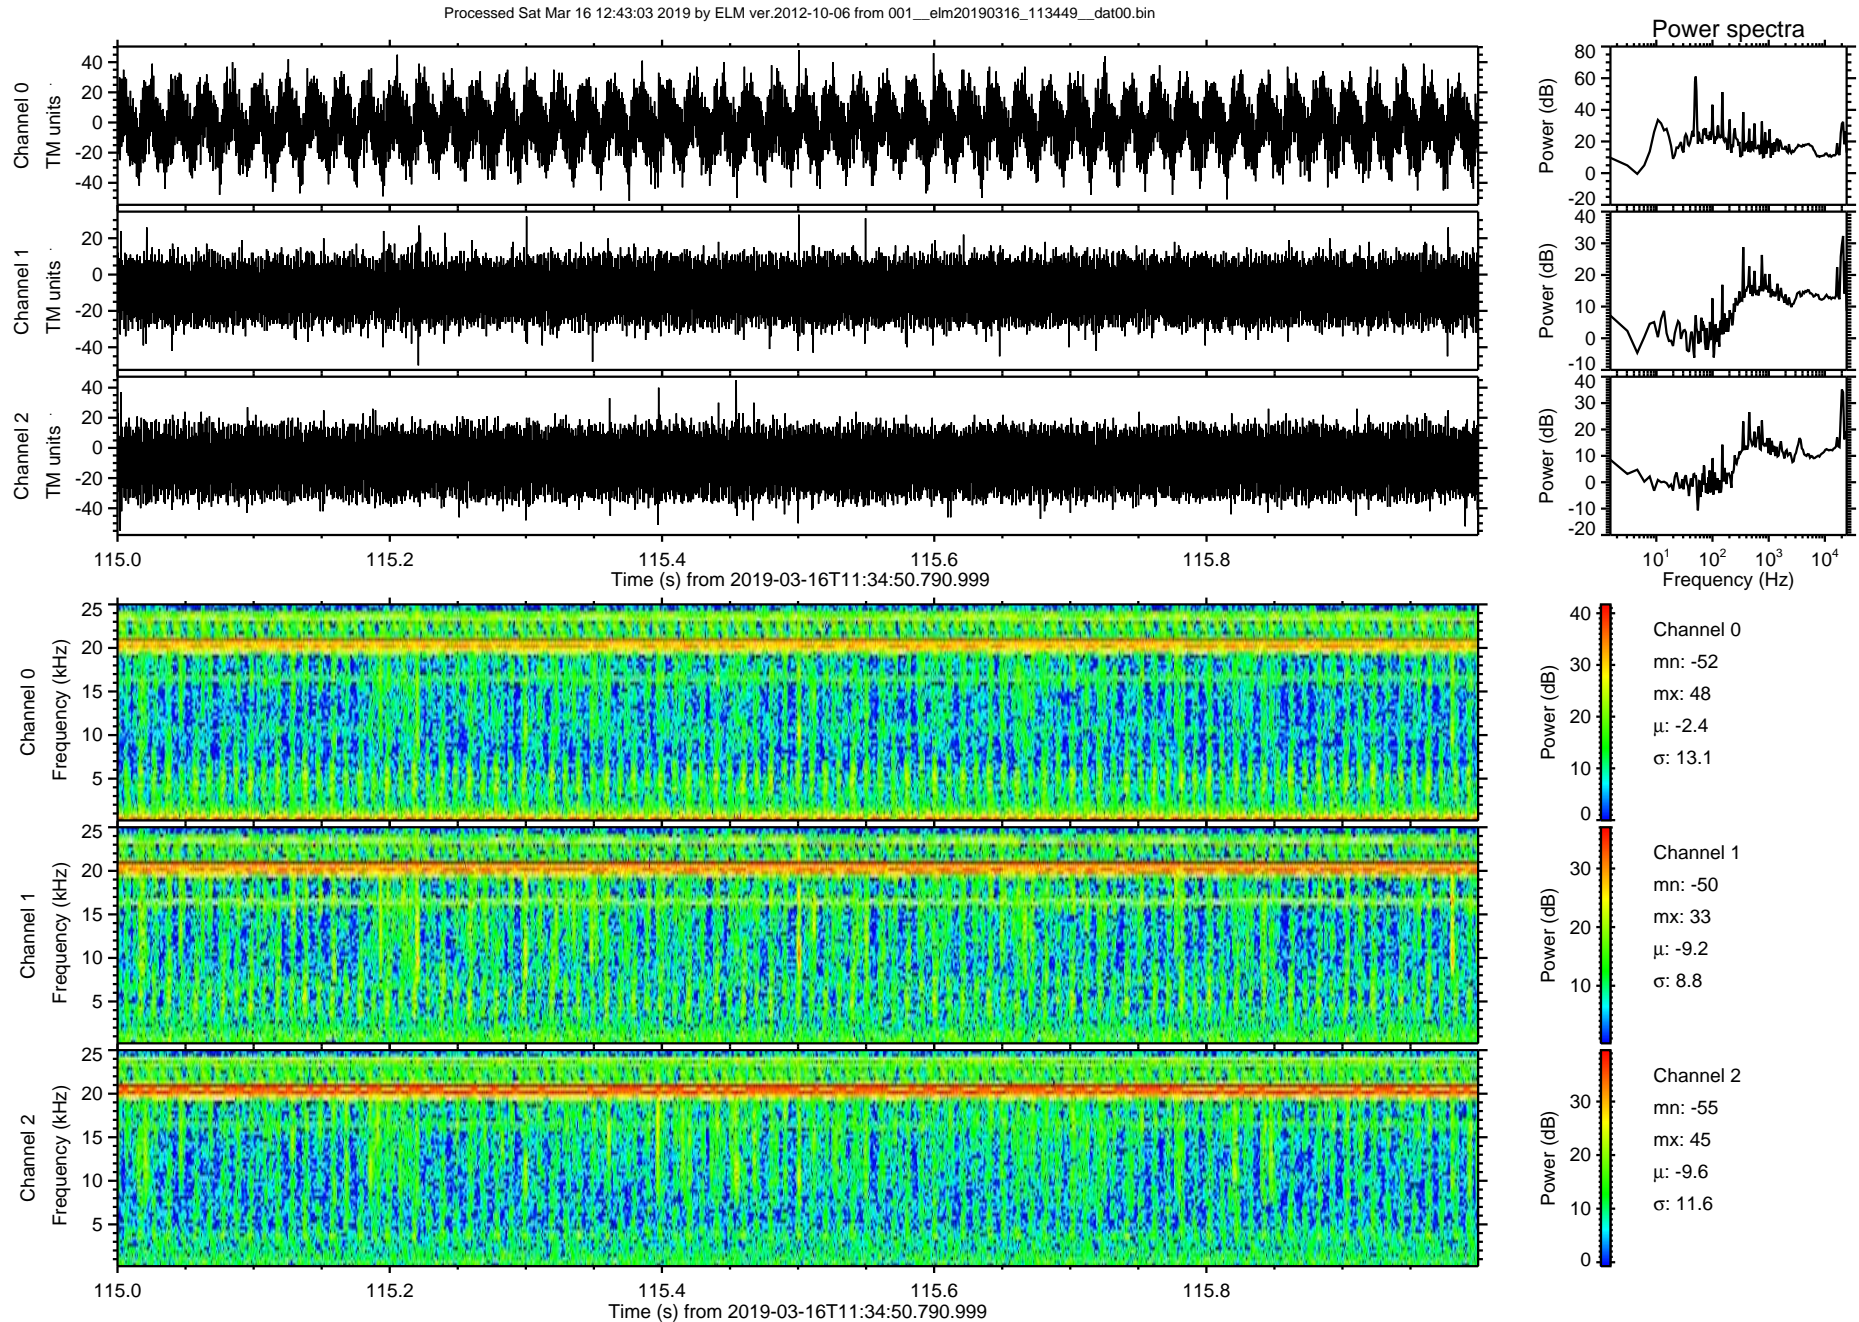 Processed Sat Mar 16 12:43:03 2019 by ELM ver.2012-10-06 from 001__elm20190316_113449__dat00.bin
Power spectra
Channel 0
TM units
40
20
0
-20
-40
Power (dB)
80
60
40
20
0
-20
Channel 1
TM units
20
0
-20
-40
Power (dB)
40
30
20
10
0
-10
Channel 2
TM units
40
20
0
-20
-40
Power (dB)
40
30
20
10
0
-10
-20
115.0 115.2 115.4 115.6 115.8
Time (s) from 2019-03-16T11:34:50.790.999
10¹ 10² 10³ 10⁴
Frequency (Hz)
Channel 0
Frequency (kHz)
25
20
15
10
5
Power (dB)
40
30
20
10
0
Channel 0
mn: -52
mx: 48
μ: -2.4
σ: 13.1
Channel 1
Frequency (kHz)
25
20
15
10
5
Power (dB)
30
20
10
Channel 1
mn: -50
mx: 33
μ: -9.2
σ: 8.8
Channel 2
Frequency (kHz)
25
20
15
10
5
Power (dB)
30
20
10
0
Channel 2
mn: -55
mx: 45
μ: -9.6
σ: 11.6
115.0 115.2 115.4 115.6 115.8
Time (s) from 2019-03-16T11:34:50.790.999